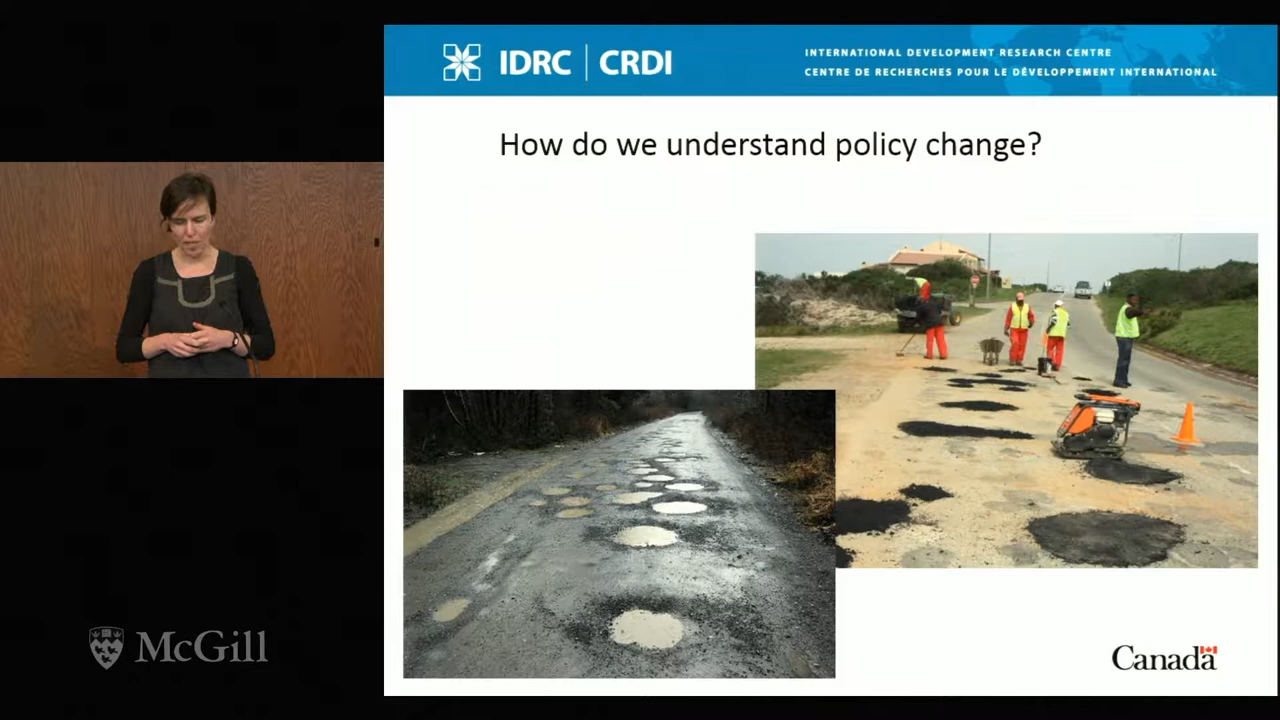 IDRC | CRDI
INTERNATIONAL DEVELOPMENT RESEARCH CENTRE
CENTRE DE RECHERCHES POUR LE DÉVELOPPEMENT INTERNATIONAL
How do we understand policy change?
McGill
Canada